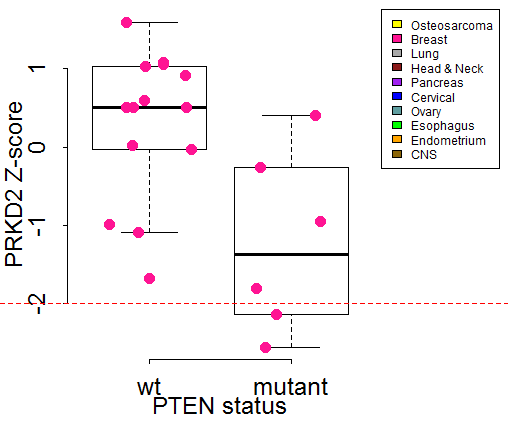 Osteosarcoma
Breast
Lung
Head & Neck
Pancreas
Cervical
Ovary
Esophagus
Endometrium
CNS
PRKD2 Z-score
1
0
-1
-2
wt mutant
PTEN status